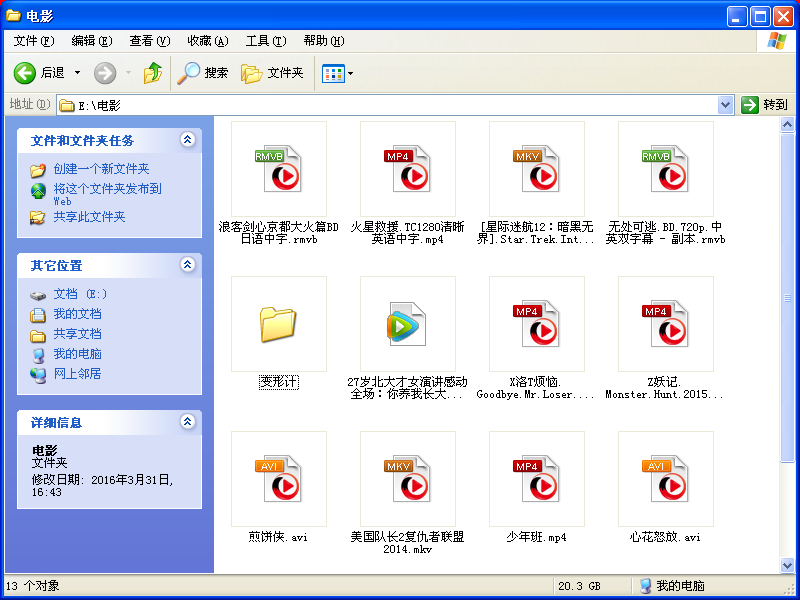 电影
文件(F) 编辑(E) 查看(V) 收藏(A) 工具(T) 帮助(H)
后退 搜索 文件夹
地址(D) E:\电影 转到
文件和文件夹任务
创建一个新文件夹
将这个文件夹发布到
Web
共享此文件夹
其它位置
文档 (E:)
我的文档
共享文档
我的电脑
网上邻居
详细信息
电影
文件夹
修改日期: 2016年3月31日,
16:43
RMVB
浪客剑心京都大火篇BD
日语中字.rmvb
MP4
火星救援.TC1280清晰
英语中字.mp4
MKV
[星际迷航12：暗黑无
界].Star.Trek.Int...
RMVB
无处可逃.BD.720p.中
英双字幕 - 副本.rmvb
变形计
27岁北大才女演讲感动
全场：你养我长大...
MP4
X洛T烦恼.
Goodbye.Mr.Loser....
MP4
Z妖记.
Monster.Hunt.2015...
AVI
煎饼侠.avi
MKV
美国队长2复仇者联盟
2014.mkv
MP4
少年班.mp4
AVI
心花怒放.avi
13 个对象 20.3 GB 我的电脑